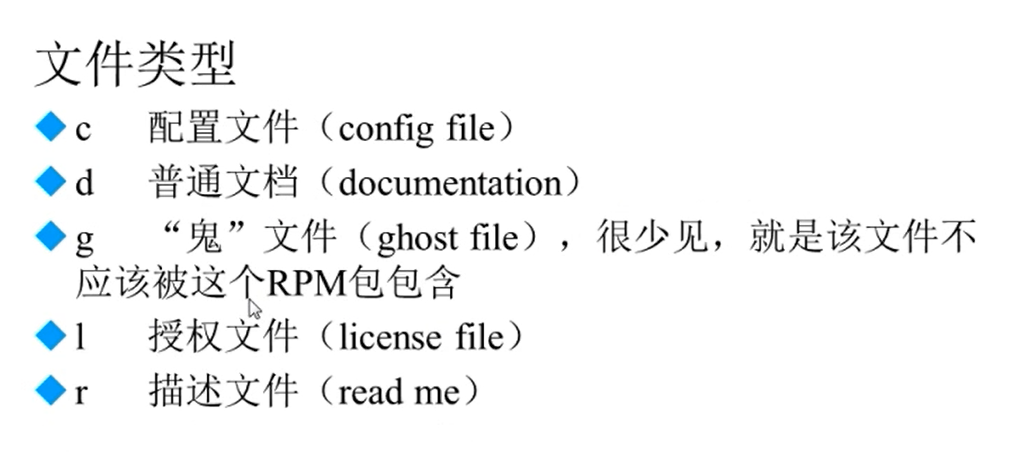 文件类型
c 配置文件（config file）
d 普通文档（documentation）
g “鬼”文件（ghost file），很少见，就是该文件不
应该被这个RPM包包含
l 授权文件（license file）
r 描述文件（read me）